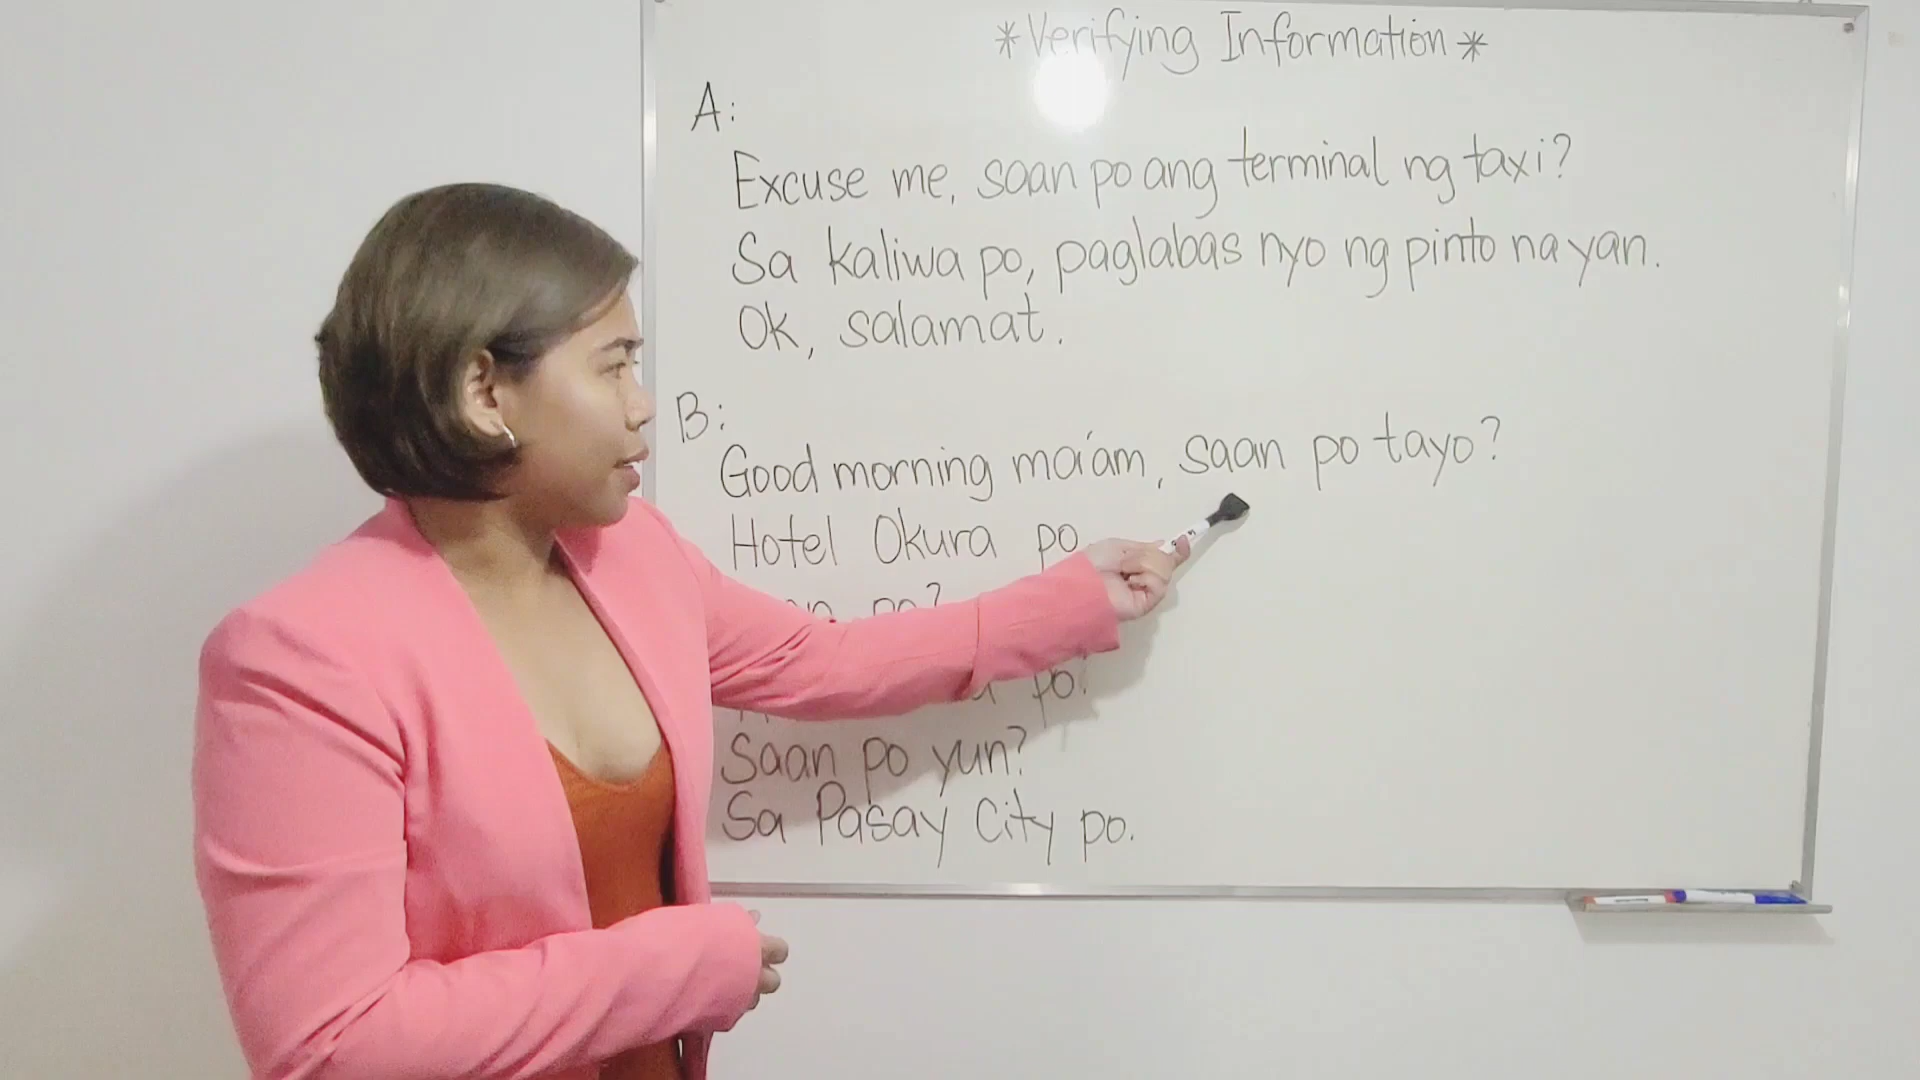 *Verifying Information*
A:
Excuse me, saan po ang terminal ng taxi?
Sa kaliwa po, paglabas nyo ng pinto na yan.
Ok, salamat.
B:
Good morning ma'am, saan po tayo?
Hotel Okura po
po?
po.
Saan po yun?
Sa Pasay City po.